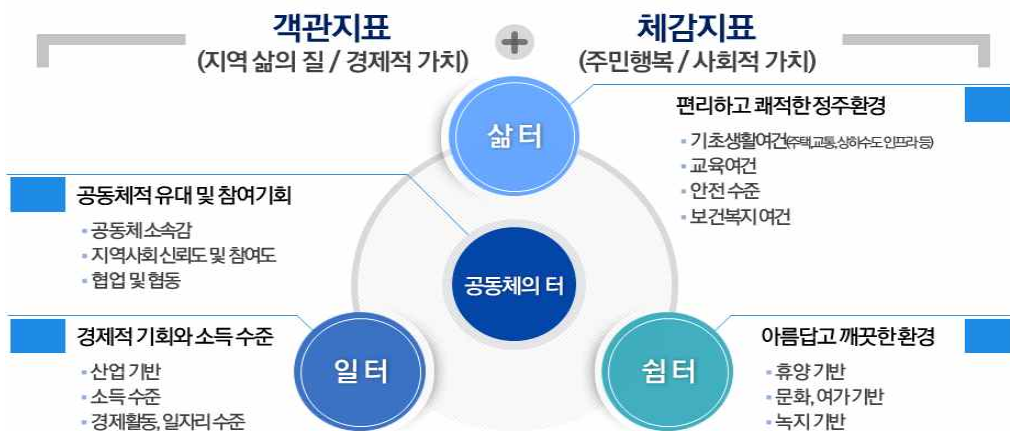 객관지표
(지역 삶의 질 / 경제적 가치)
+
체감지표
(주민행복 / 사회적 가치)
삶터
편리하고 쾌적한 정주환경
▪ 기초생활여건(주택,교통,상하수도 인프라 등)
▪ 교육여건
▪ 안전 수준
▪ 보건복지 여건
공동체적 유대 및 참여기회
▪ 공동체 소속감
▪ 지역사회 신뢰도 및 참여도
▪ 협업 및 협동
공동체의 터
경제적 기회와 소득 수준
▪ 산업 기반
▪ 소득 수준
▪ 경제활동, 일자리 수준
일터
쉼터
아름답고 깨끗한 환경
▪ 휴양 기반
▪ 문화, 여가 기반
▪ 녹지 기반